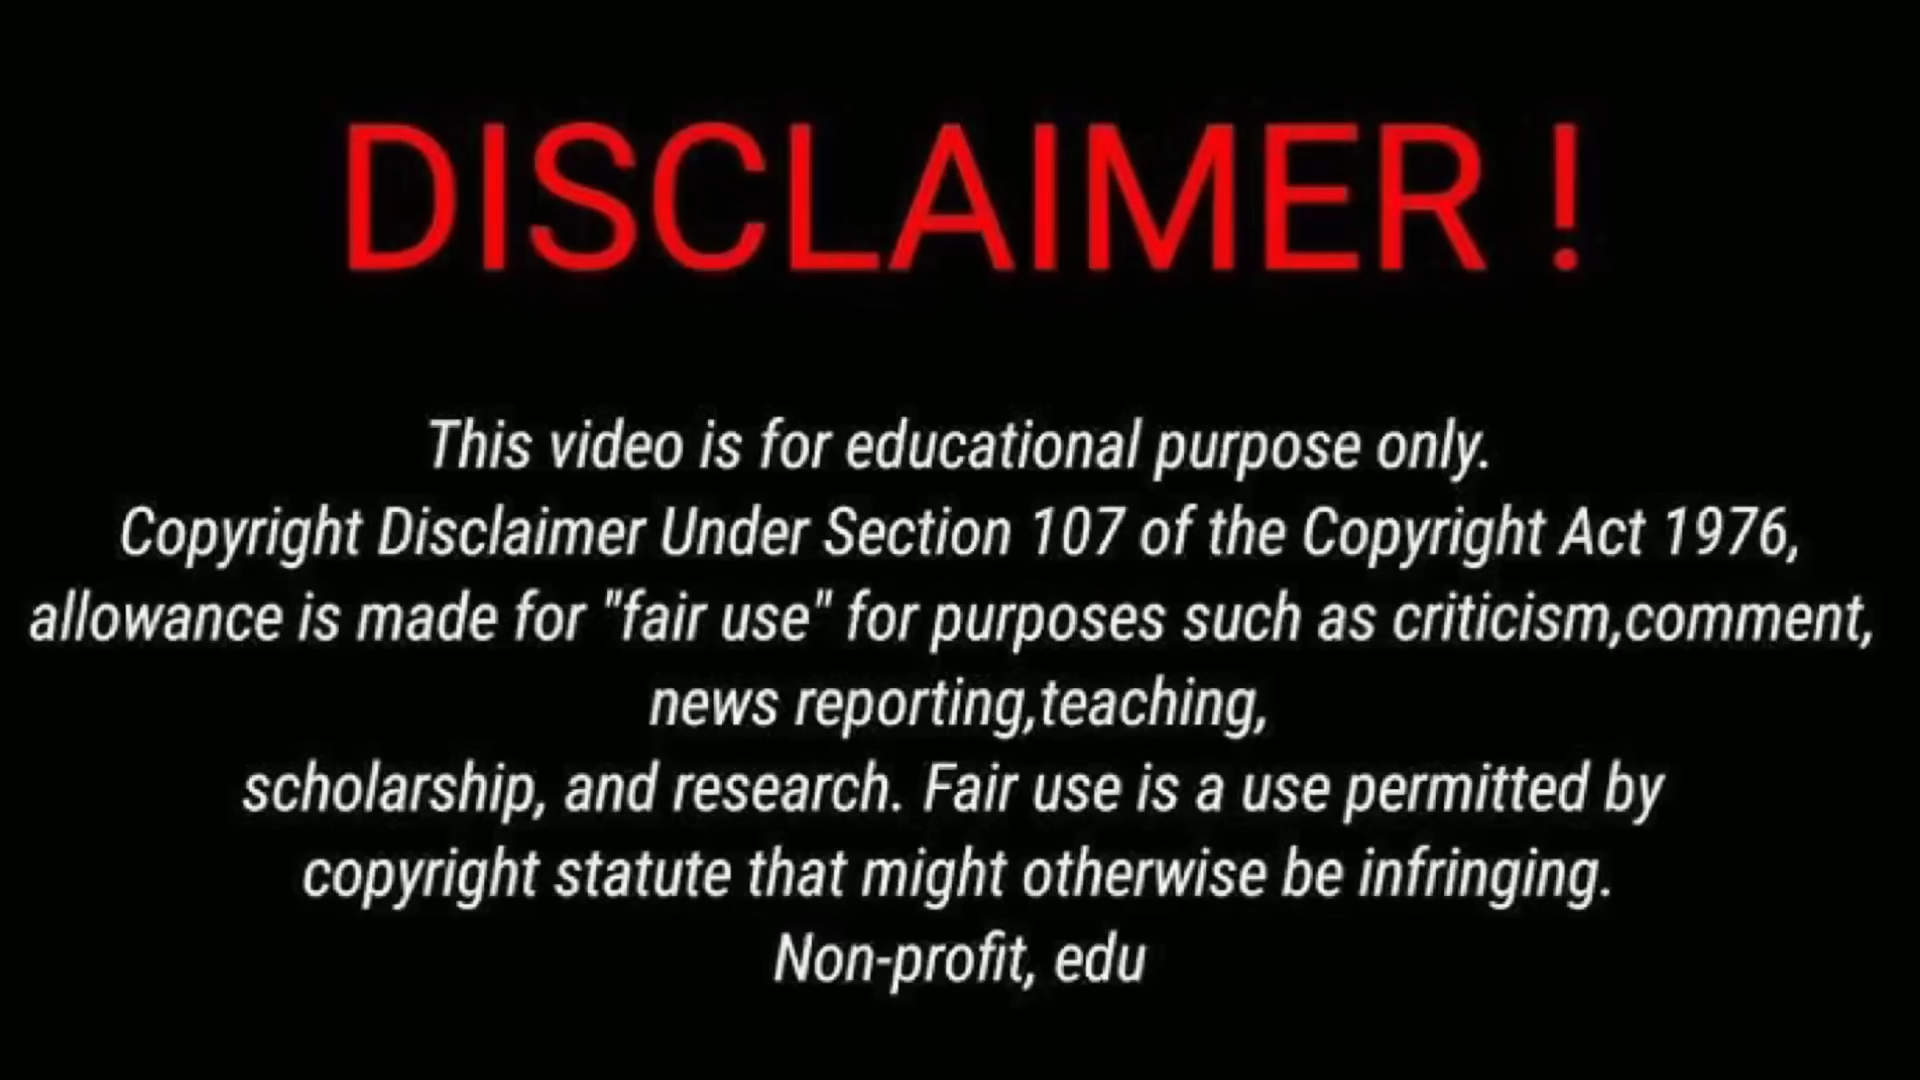 DISCLAIMER !
This video is for educational purpose only.
Copyright Disclaimer Under Section 107 of the Copyright Act 1976,
allowance is made for "fair use" for purposes such as criticism,comment,
news reporting,teaching,
scholarship, and research. Fair use is a use permitted by
copyright statute that might otherwise be infringing.
Non-profit, edu